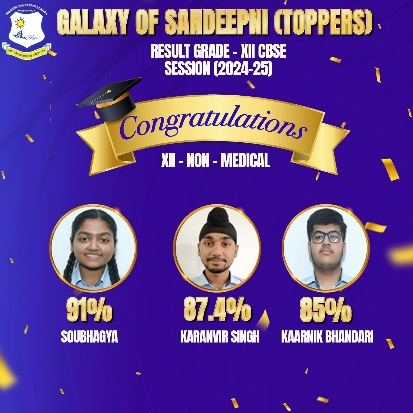 GALAXY OF SANDEEPNI (TOPPERS)
RESULT GRADE - XII CBSE
SESSION (2024-25)
Congratulations
XII - NON - MEDICAL
91%
SOUBHAGYA
87.4%
KARANVIR SINGH
85%
KAARNIK BHANDARI